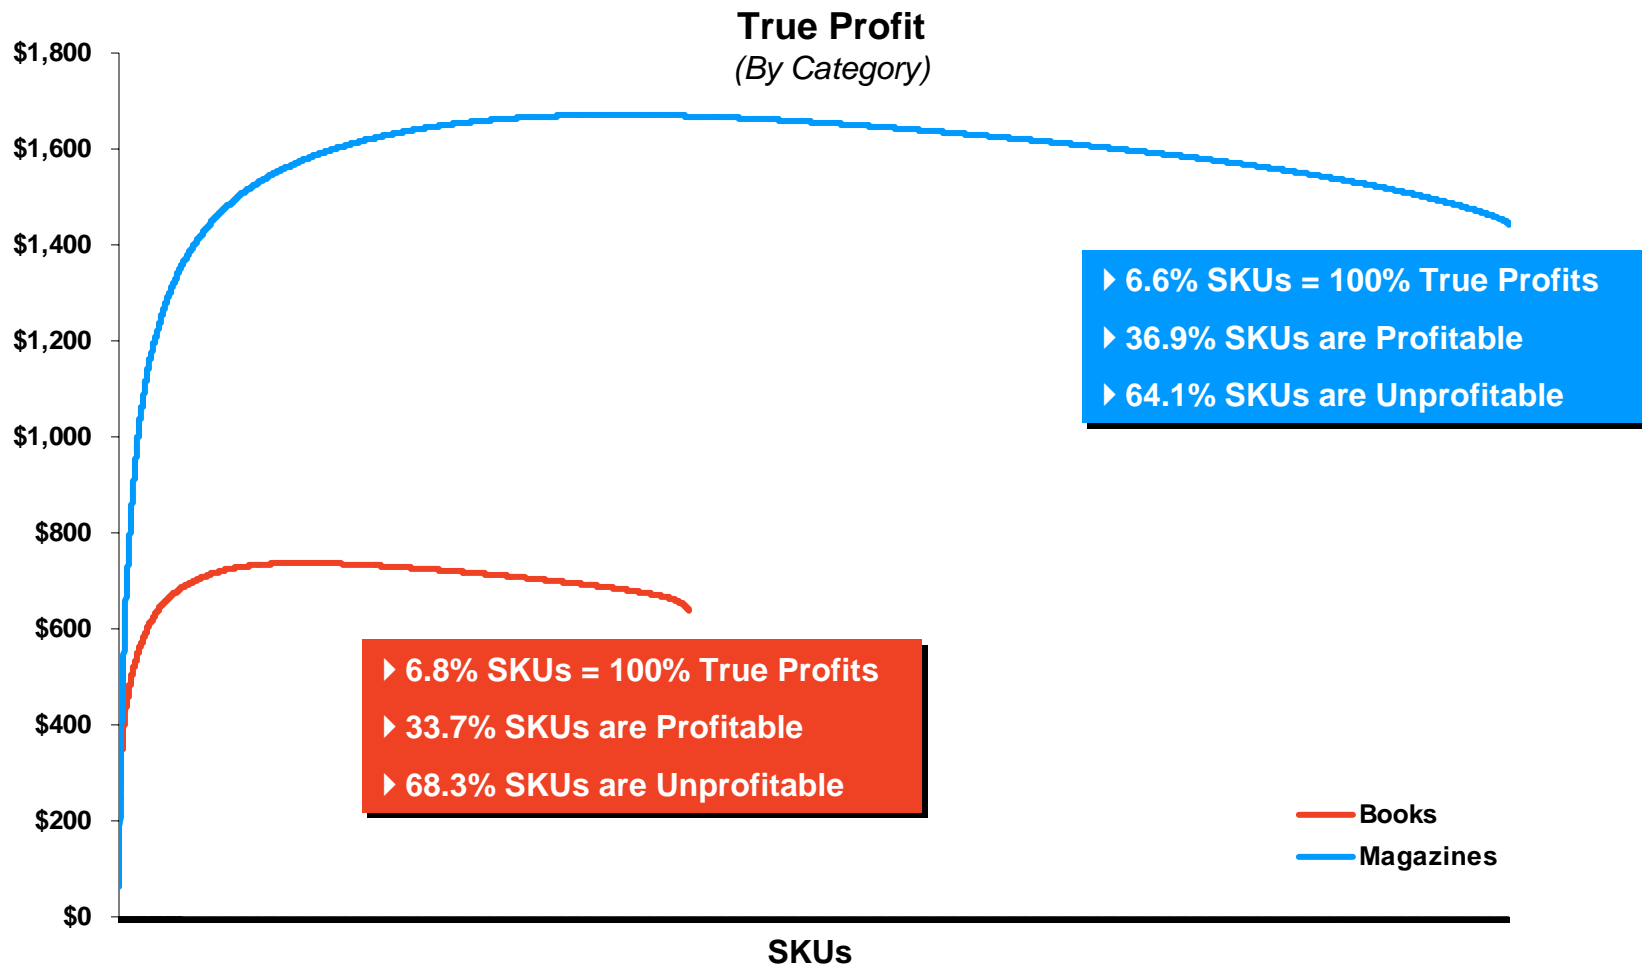 True Profit
(By Category)
$1,800
$1,600
$1,400
$1,200
$1,000
$800
$600
$400
$200
$0
6.6% SKUs = 100% True Profits
36.9% SKUs are Profitable
64.1% SKUs are Unprofitable
6.8% SKUs = 100% True Profits
33.7% SKUs are Profitable
68.3% SKUs are Unprofitable
Books
Magazines
SKUs